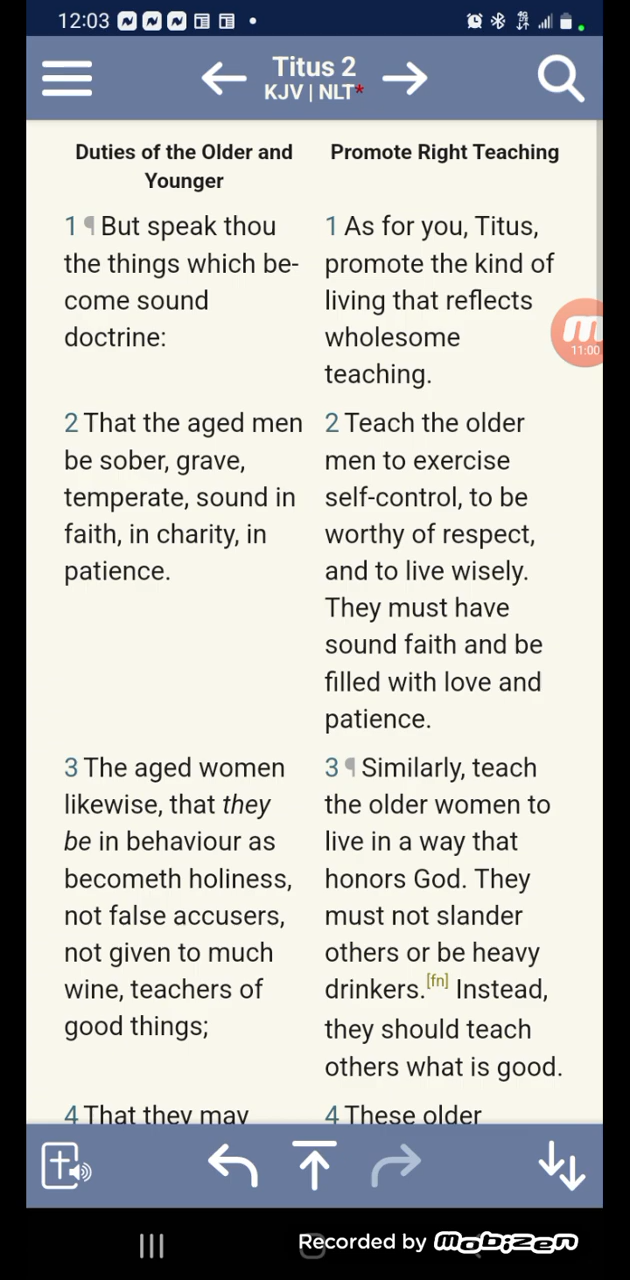 12:03
Titus 2
KJV | NLT*
Duties of the Older and
Younger
1 ¶ But speak thou
the things which be-
come sound
doctrine:
2 That the aged men
be sober, grave,
temperate, sound in
faith, in charity, in
patience.
3 The aged women
likewise, that they
be in behaviour as
becometh holiness,
not false accusers,
not given to much
wine, teachers of
good things;
4 That they may
Promote Right Teaching
1 As for you, Titus,
promote the kind of
living that reflects
wholesome
teaching.
2 Teach the older
men to exercise
self-control, to be
worthy of respect,
and to live wisely.
They must have
sound faith and be
filled with love and
patience.
3 ¶ Similarly, teach
the older women to
live in a way that
honors God. They
must not slander
others or be heavy
drinkers.[fn] Instead,
they should teach
others what is good.
4 These older
m
11:00
Recorded by Mobizen